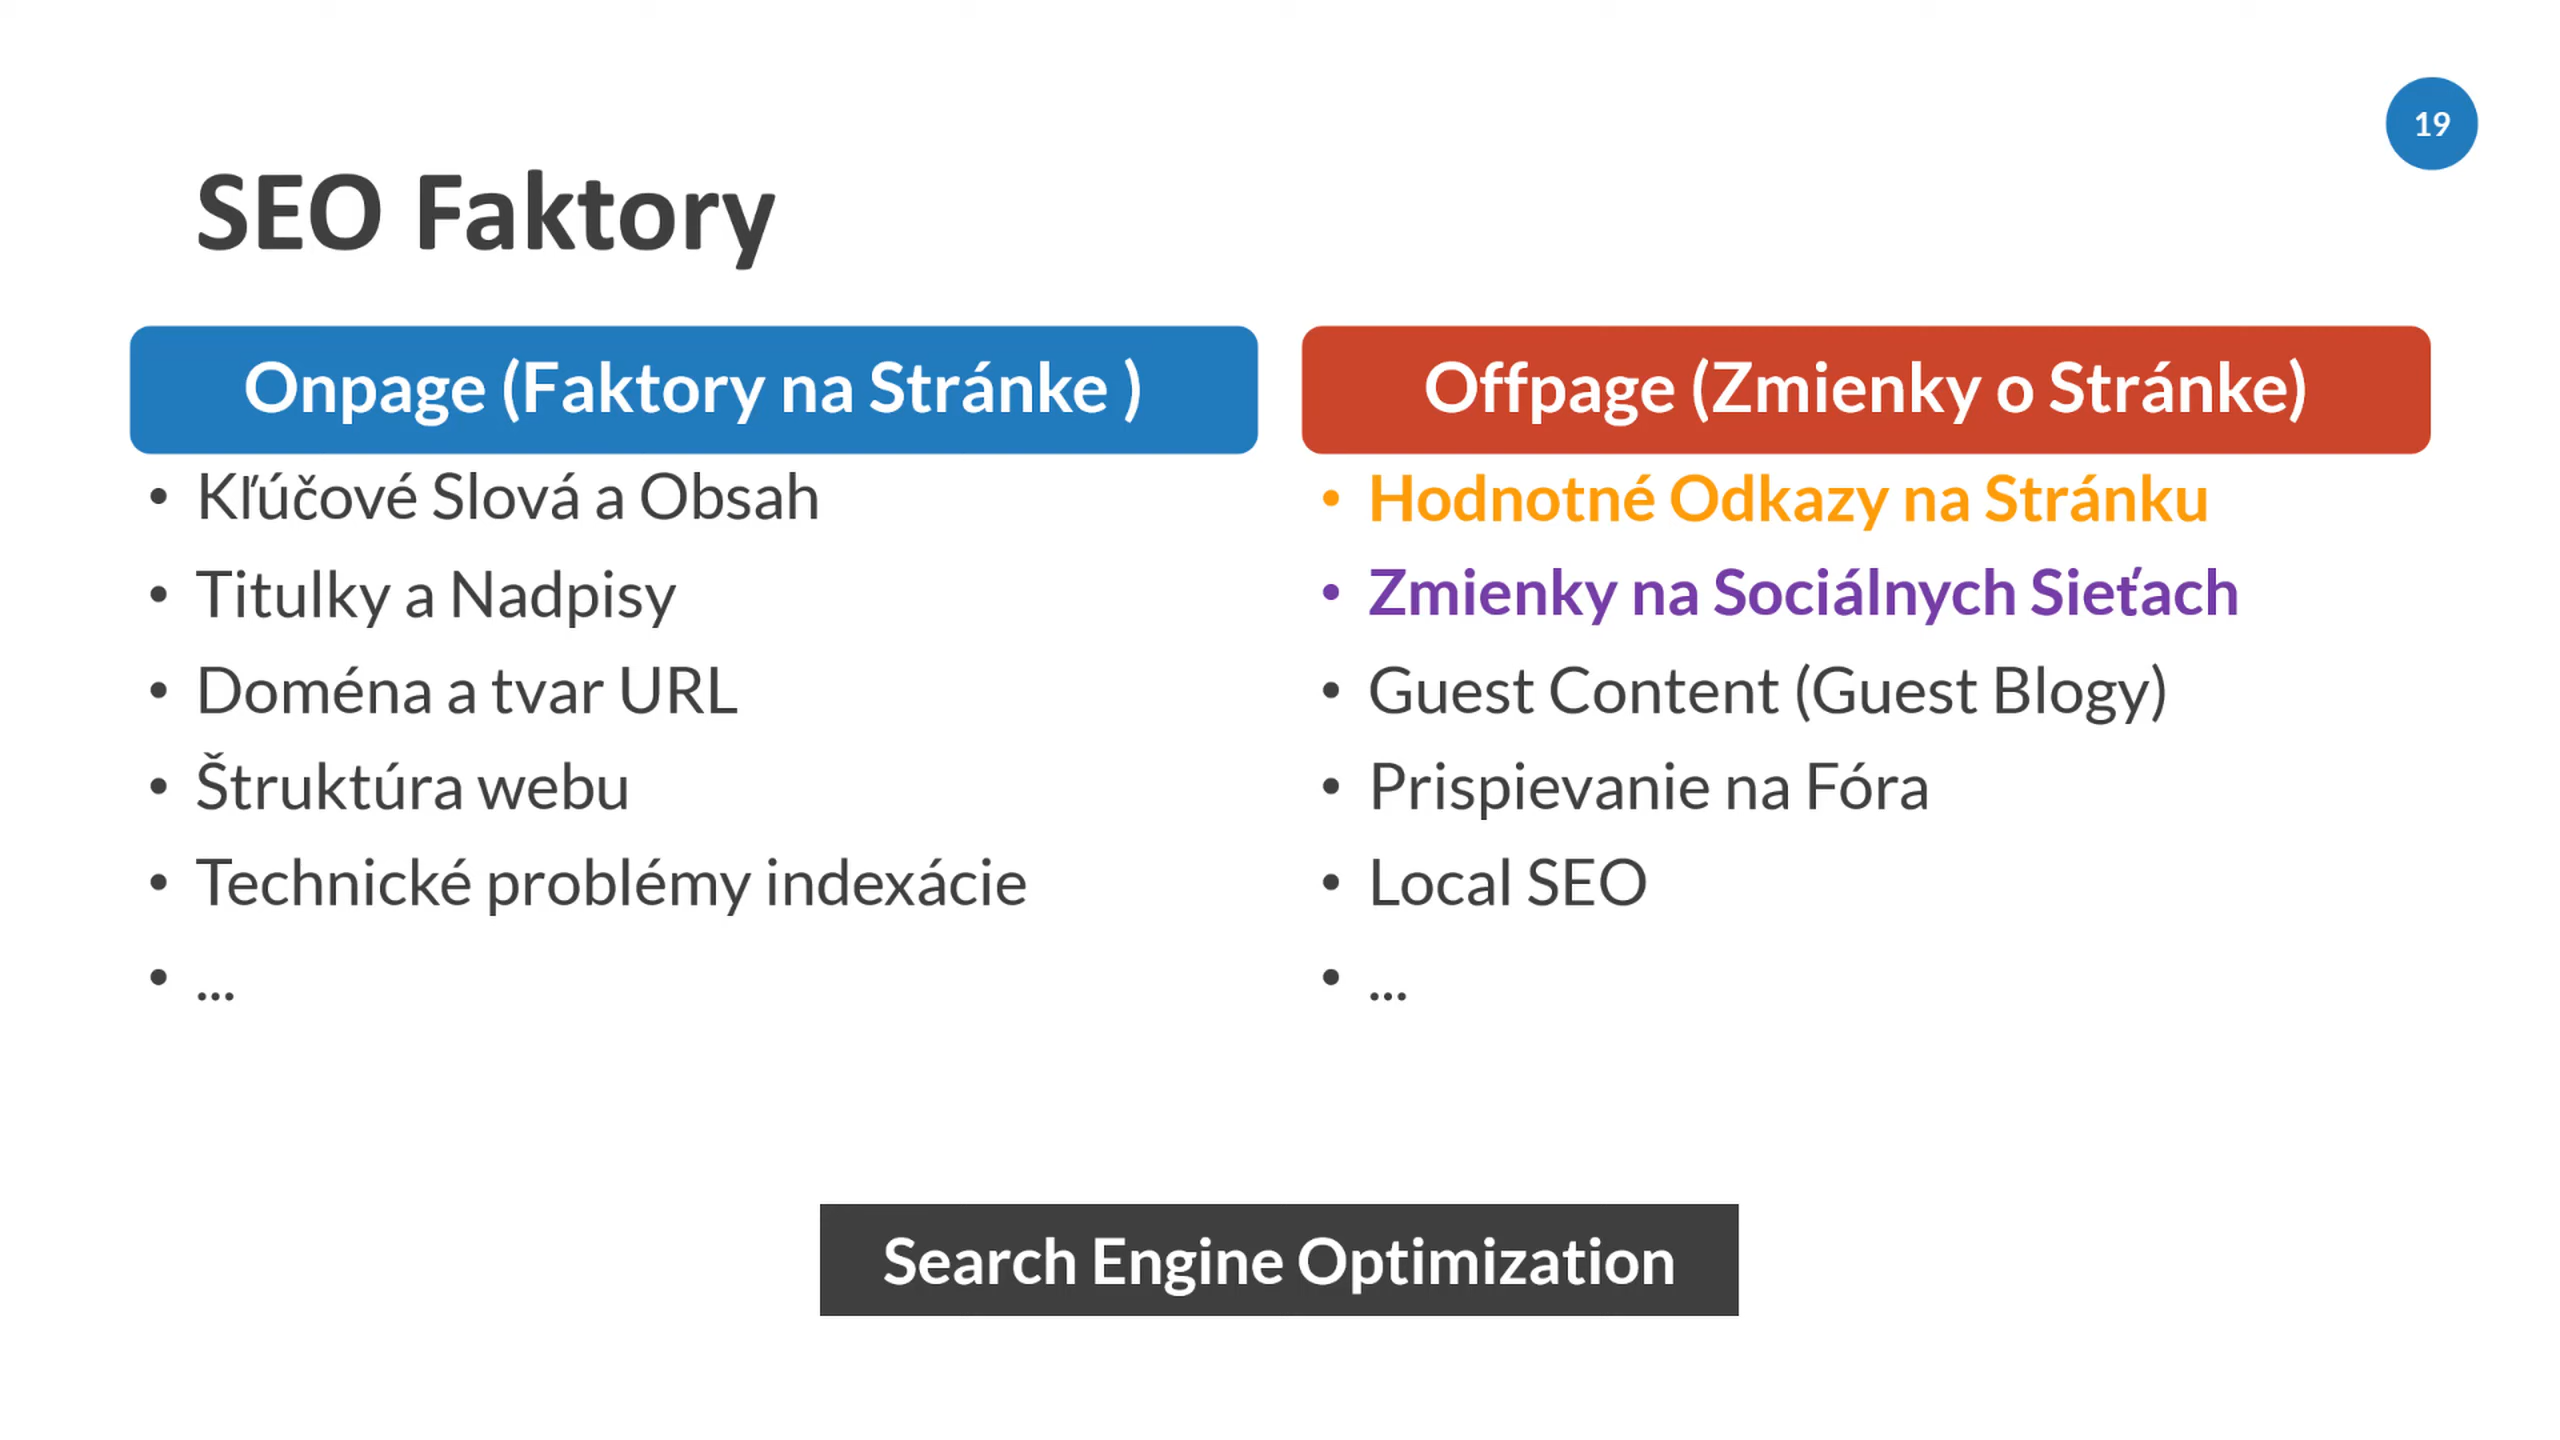 19
SEO Faktory
Onpage (Faktory na Stránke )
Kľúčové Slová a Obsah
Titulky a Nadpisy
Doména a tvar URL
Štruktúra webu
Technické problémy indexácie
...
Offpage (Zmienky o Stránke)
Hodnotné Odkazy na Stránku
Zmienky na Sociálnych Sieťach
Guest Content (Guest Blogy)
Prispievanie na Fóra
Local SEO
...
Search Engine Optimization